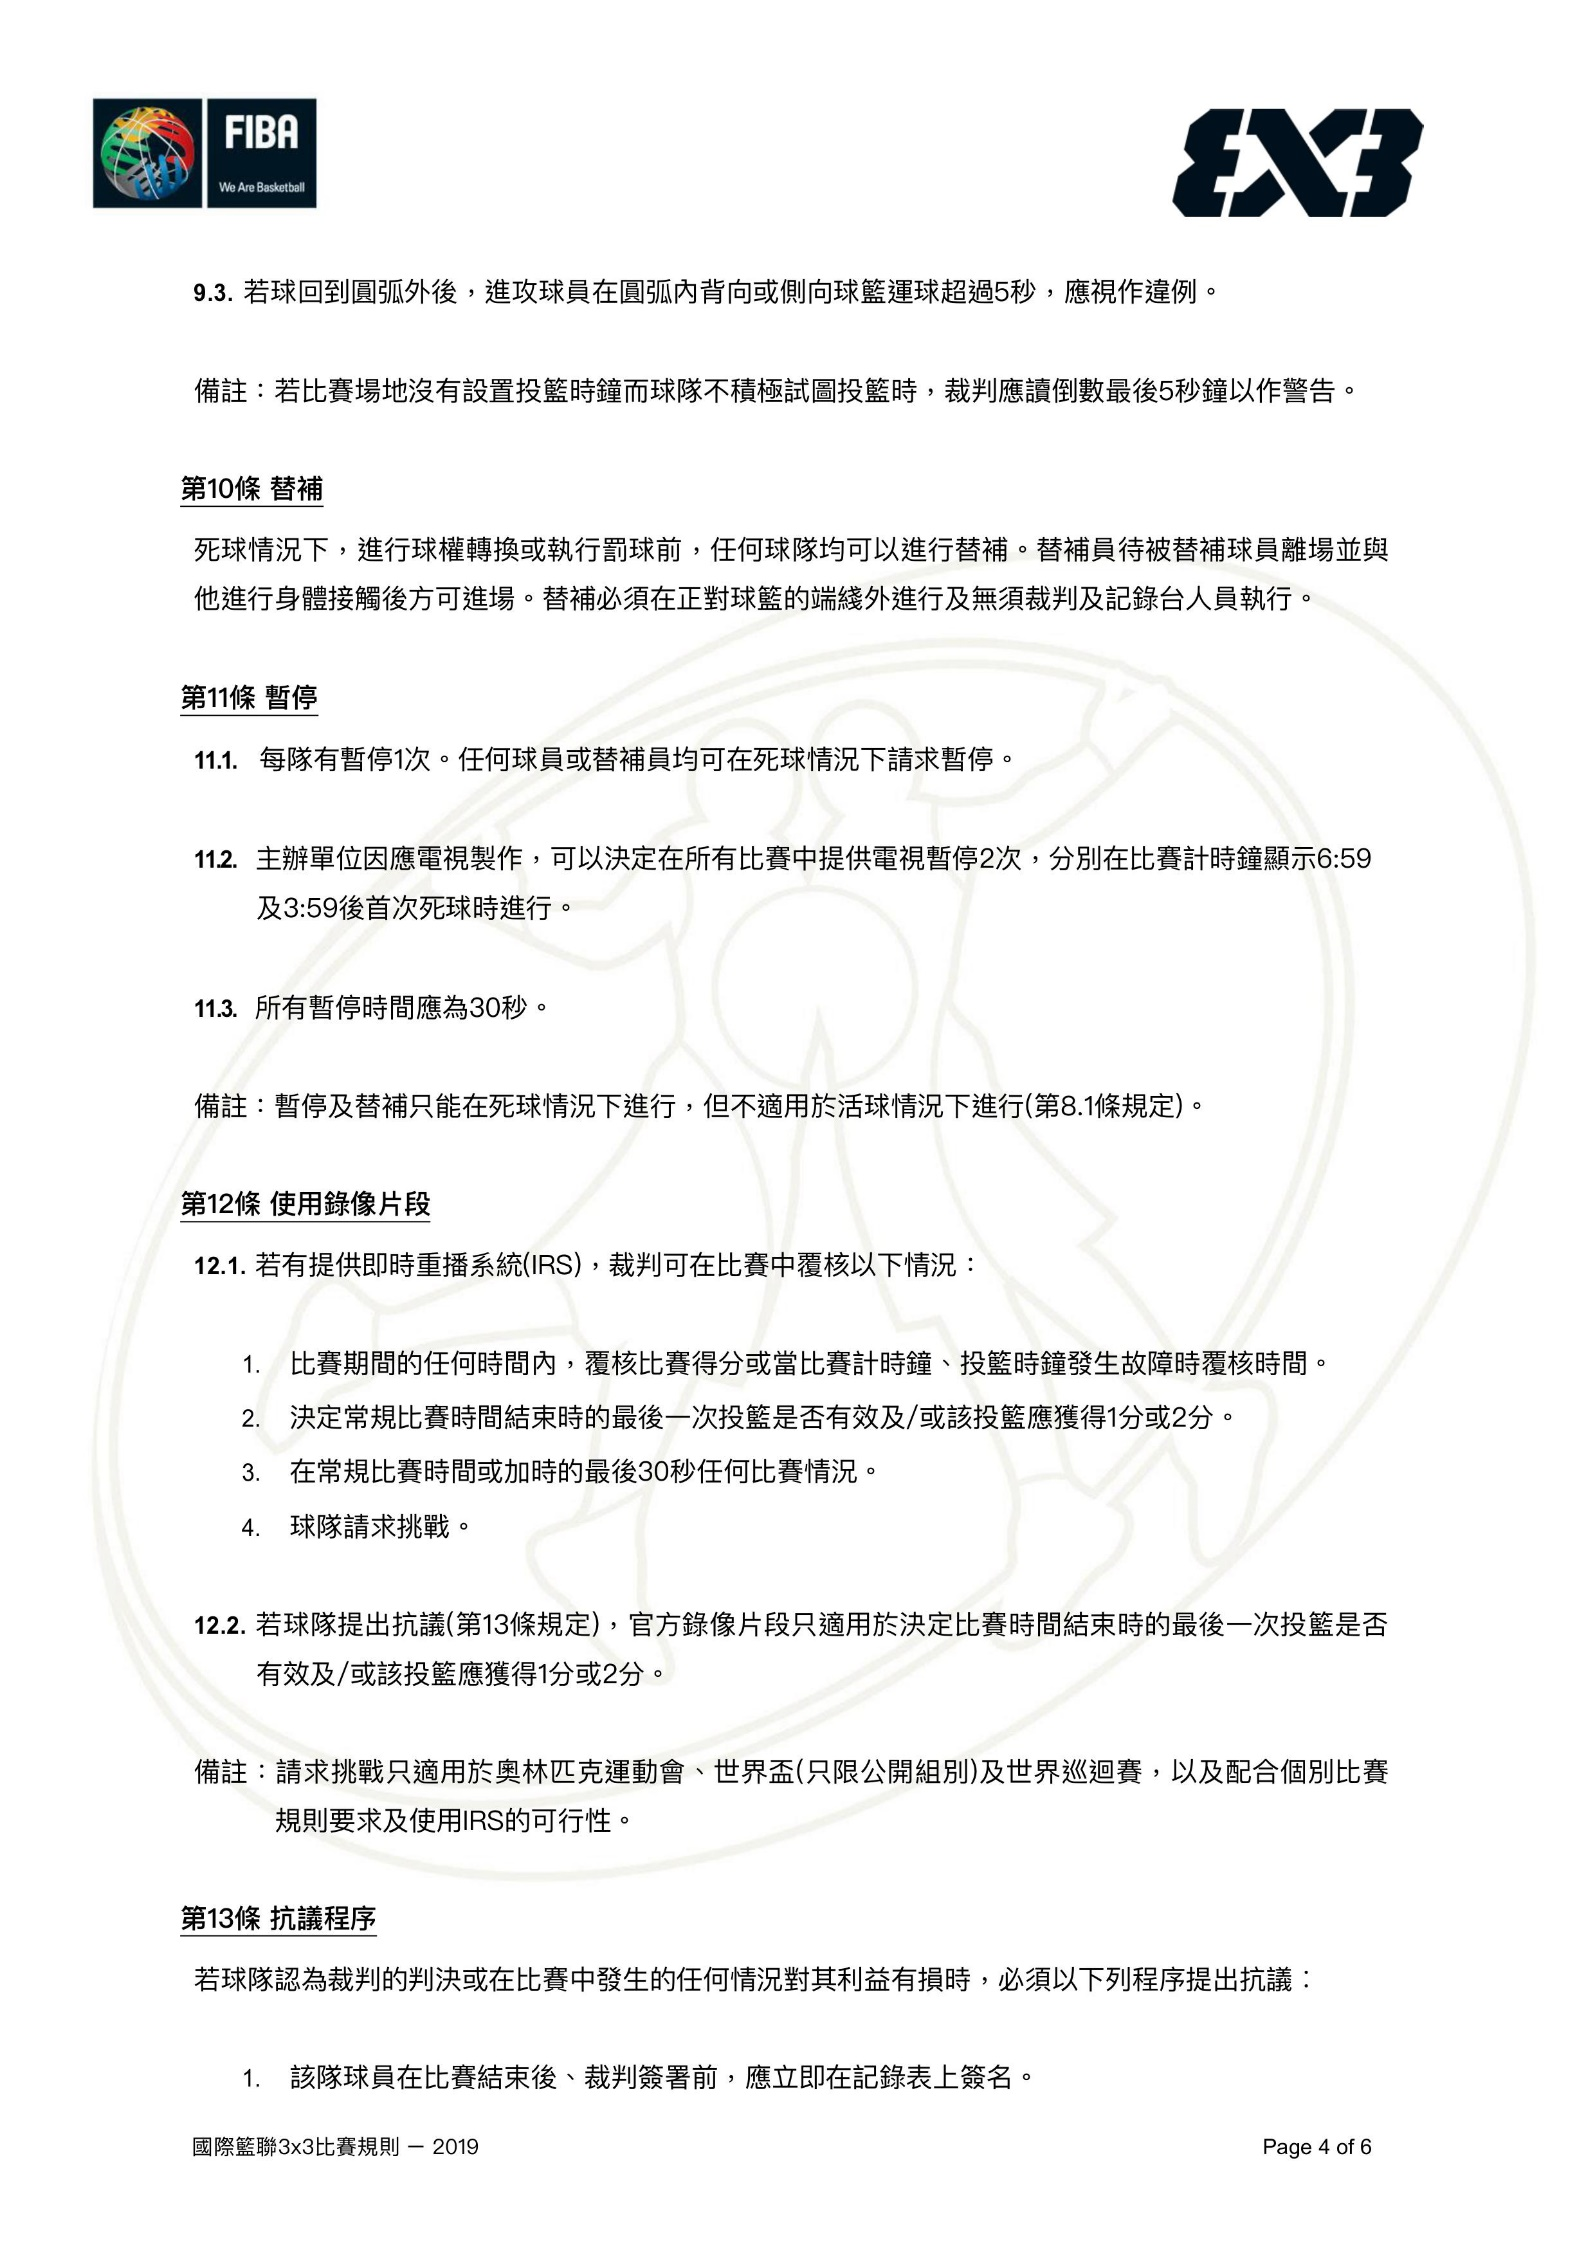 FIBA
We Are Basketball
3X3
9.3. 若球回到圓弧外後，進攻球員在圓弧內背向或側向球籃運球超過5秒，應視作違例。
備註：若比賽場地沒有設置投籃時鐘而球隊不積極試圖投籃時，裁判應讀倒數最後5秒鐘以作警告。
第10條 替補
死球情況下，進行球權轉換或執行罰球前，任何球隊均可以進行替補。替補員待被替補球員離場並與
他進行身體接觸後方可進場。替補必須在正對球籃的端綫外進行及無須裁判及記錄台人員執行。
第11條 暫停
11.1. 每隊有暫停1次。任何球員或替補員均可在死球情況下請求暫停。
11.2. 主辦單位因應電視製作，可以決定在所有比賽中提供電視暫停2次，分別在比賽計時鐘顯示6:59
及3:59後首次死球時進行。
11.3. 所有暫停時間應為30秒。
備註：暫停及替補只能在死球情況下進行，但不適用於活球情況下進行(第8.1條規定)。
第12條 使用錄像片段
12.1. 若有提供即時重播系統(IRS)，裁判可在比賽中覆核以下情況：
1. 比賽期間的任何時間內，覆核比賽得分或當比賽計時鐘、投籃時鐘發生故障時覆核時間。
2. 決定常規比賽時間結束時的最後一次投籃是否有效及/或該投籃應獲得1分或2分。
3. 在常規比賽時間或加時的最後30秒任何比賽情況。
4. 球隊請求挑戰。
12.2. 若球隊提出抗議(第13條規定)，官方錄像片段只適用於決定比賽時間結束時的最後一次投籃是否
有效及/或該投籃應獲得1分或2分。
備註：請求挑戰只適用於奧林匹克運動會、世界盃(只限公開組別)及世界巡迴賽，以及配合個別比賽
規則要求及使用IRS的可行性。
第13條 抗議程序
若球隊認為裁判的判決或在比賽中發生的任何情況對其利益有損時，必須以下列程序提出抗議：
1. 該隊球員在比賽結束後、裁判簽署前，應立即在記錄表上簽名。
國際籃聯3x3比賽規則 － 2019
Page 4 of 6